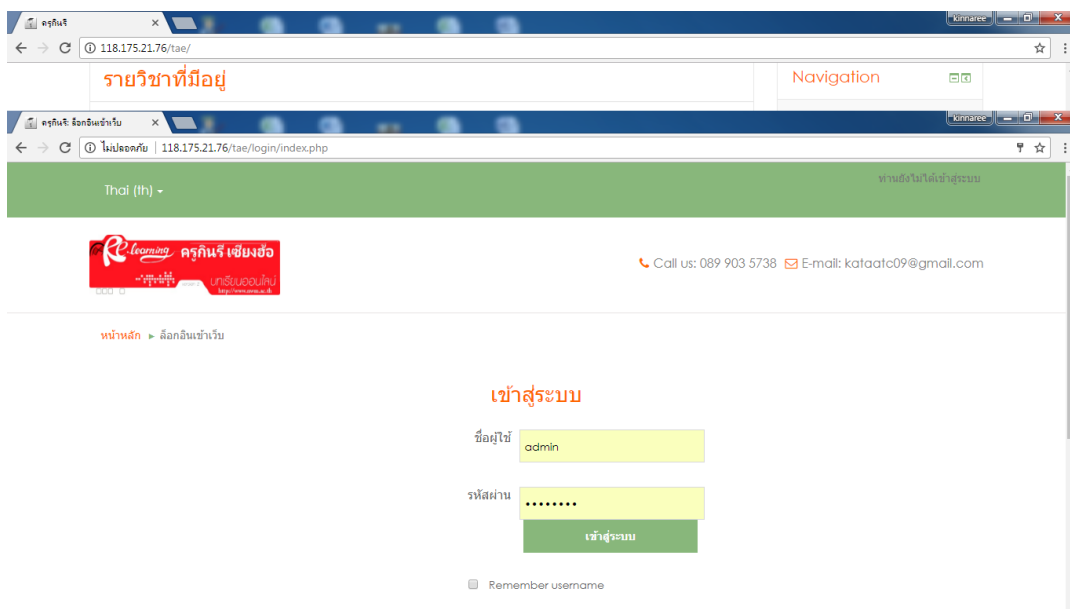 ครูกินรี
kinnaree
118.175.21.76/tae/
รายวิชาที่มีอยู่
Navigation
ครูกินรี: ล็อกอินเข้าเว็บ
kinnaree
ไม่ปลอดภัย | 118.175.21.76/tae/login/index.php
ท่านยังไม่ได้เข้าสู่ระบบ
Thai (th)
e-learning ครูกินรี เซียงฮ้อ
บทเรียนออนไลน์
Call us: 089 903 5738 E-mail: kataatc09@gmail.com
หน้าหลัก ► ล็อกอินเข้าเว็บ
เข้าสู่ระบบ
ชื่อผู้ใช้
admin
รหัสผ่าน
••••••••
เข้าสู่ระบบ
Remember username